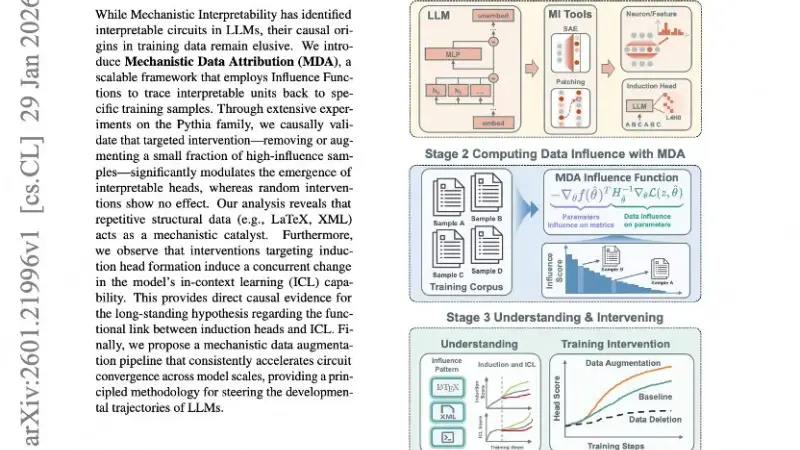 arXiv:2601.21996v1 [cs.CL] 29 Jan 2026
While Mechanistic Interpretability has identified
interpretable circuits in LLMs, their causal ori-
gins in training data remain elusive. We intro-
duce Mechanistic Data Attribution (MDA), a
scalable framework that employs Influence Func-
tions to trace interpretable units back to spe-
cific training samples. Through extensive exper-
iments on the Pythia family, we causally vali-
date that targeted intervention—removing or aug-
menting a small fraction of high-influence sam-
ples—significantly modulates the emergence of
interpretable heads, whereas random interven-
tions show no effect. Our analysis reveals that
repetitive structural data (e.g., LaTeX, XML)
acts as a mechanistic catalyst. Furthermore,
we observe that interventions targeting induc-
tion head formation induce a concurrent change
in the model's in-context learning (ICL) capa-
bility. This provides direct causal evidence for
the long-standing hypothesis regarding the func-
tional link between induction heads and ICL. Fi-
nally, we propose a mechanistic data augmenta-
tion pipeline that consistently accelerates circuit
convergence across model scales, providing a prin-
cipled methodology for steering the developmen-
tal trajectories of LLMs.
LLM
unembed
MLP
...
embed
MI Tools
SAE
Patching
Neuron/Feature
Induction Head
LLM
A B C A B C
L4H0
Stage 2 Computing Data Influence with MDA
Sample A
Sample B
Sample C
Sample D
Training Corpus
MDA Influence Function
−∇θf(θ̂)ᵀ H⁻¹θ̂ ∇θℒ(z, θ̂)
Parameters
Influence on metrics
Data influence
on parameters
Influence
Score
Sample B
Sample A
Stage 3 Understanding & Intervening
Understanding
Influence
Pattern
LATEX
XML
Induction and ICL
Induction
Score
ICL Score
Training steps
Training Intervention
Head Score
Data Augmentation
Baseline
Data Deletion
Training Steps